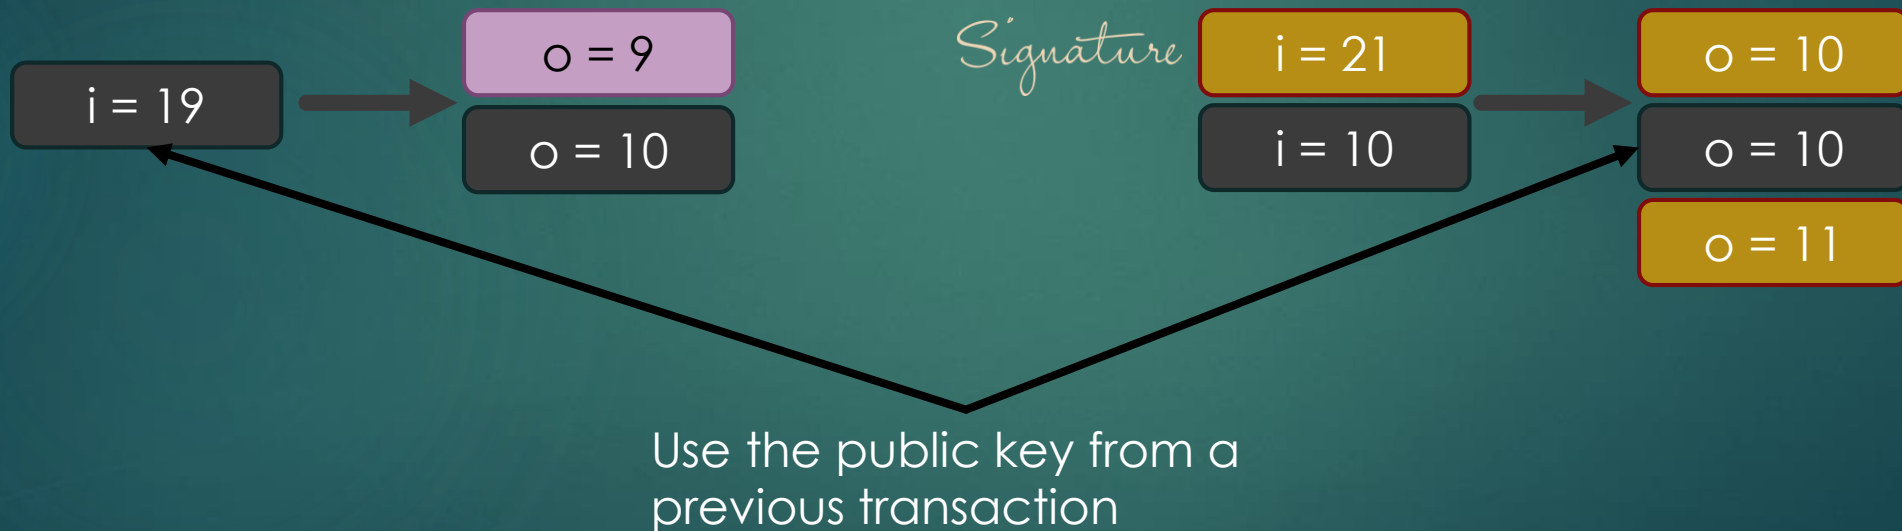 i = 19
o = 9
o = 10
Signature
i = 21
i = 10
o = 10
o = 10
o = 11
Use the public key from a
previous transaction